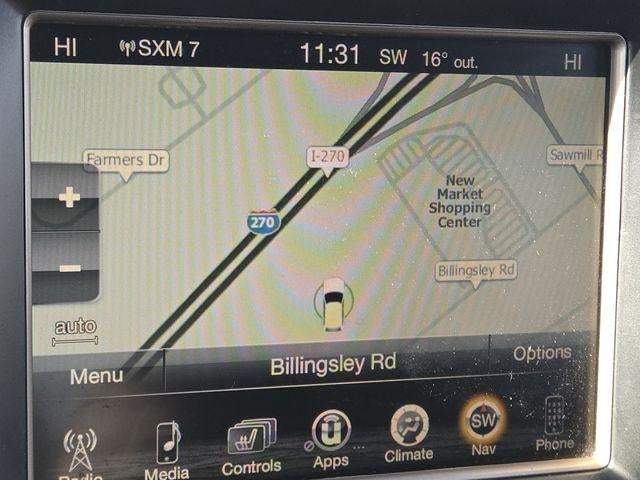 HI SXM 7 11:31 SW 16° out. HI
Farmers Dr
I-270
Sawmill R
270
New
Market
Shopping
Center
Billingsley Rd
+
−
auto
Menu Billingsley Rd Options
Radio Media Controls Apps Climate SW Nav Phone